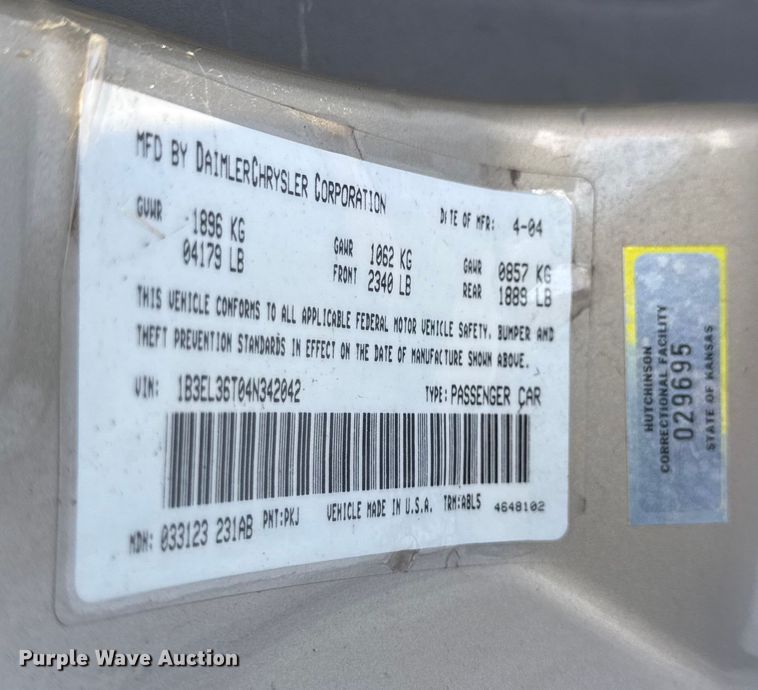 MFD BY DAIMLERCHRYSLER CORPORATION
DATE OF MFR: 4-04
GVWR 1896 KG
04179 LB
GAWR FRONT 1062 KG
2340 LB
GAWR REAR 0857 KG
1889 LB
THIS VEHICLE CONFORMS TO ALL APPLICABLE FEDERAL MOTOR VEHICLE SAFETY, BUMPER AND
THEFT PREVENTION STANDARDS IN EFFECT ON THE DATE OF MANUFACTURE SHOWN ABOVE.
VIN: 1B3EL36T04N342042 TYPE: PASSENGER CAR
MDH: 033123 231AB PNT:PKJ VEHICLE MADE IN U.S.A. TRM:ABL5 4648102
HUTCHINSON
CORRECTIONAL FACILITY
029695
STATE OF KANSAS
Purple Wave Auction